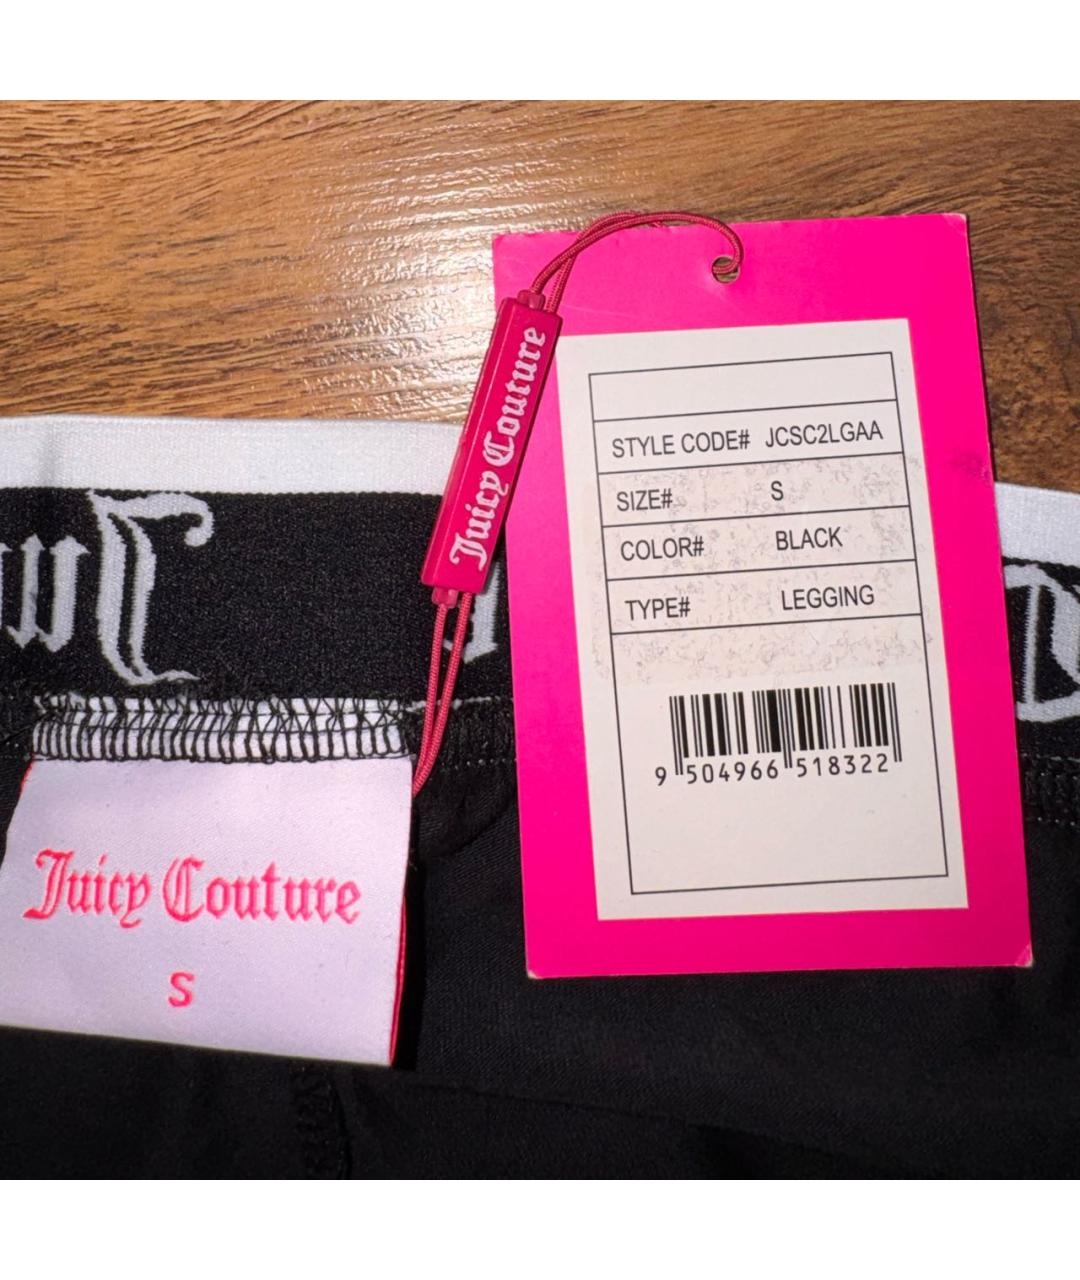 Juicy Couture
STYLE CODE# JCSC2LGAA
SIZE# S
COLOR# BLACK
TYPE# LEGGING
9 504966 518322
Juicy Couture
S